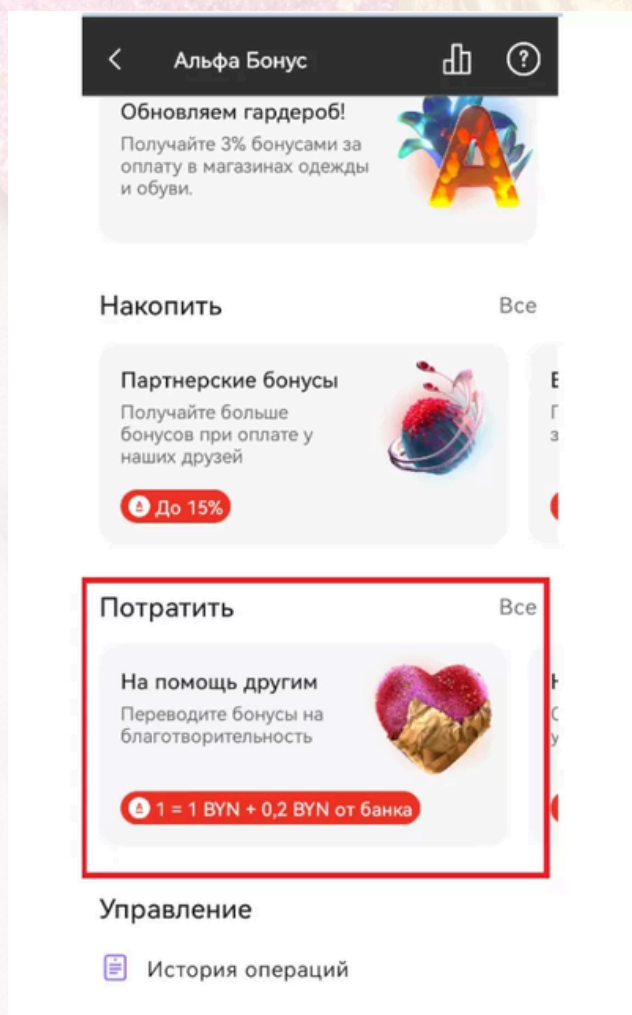 Альфа Бонус
Обновляем гардероб!
Получайте 3% бонусами за
оплату в магазинах одежды
и обуви.
Накопить
Все
Партнерские бонусы
Получайте больше
бонусов при оплате у
наших друзей
До 15%
Потратить
Все
На помощь другим
Переводите бонусы на
благотворительность
1 = 1 BYN + 0,2 BYN от банка
Управление
История операций